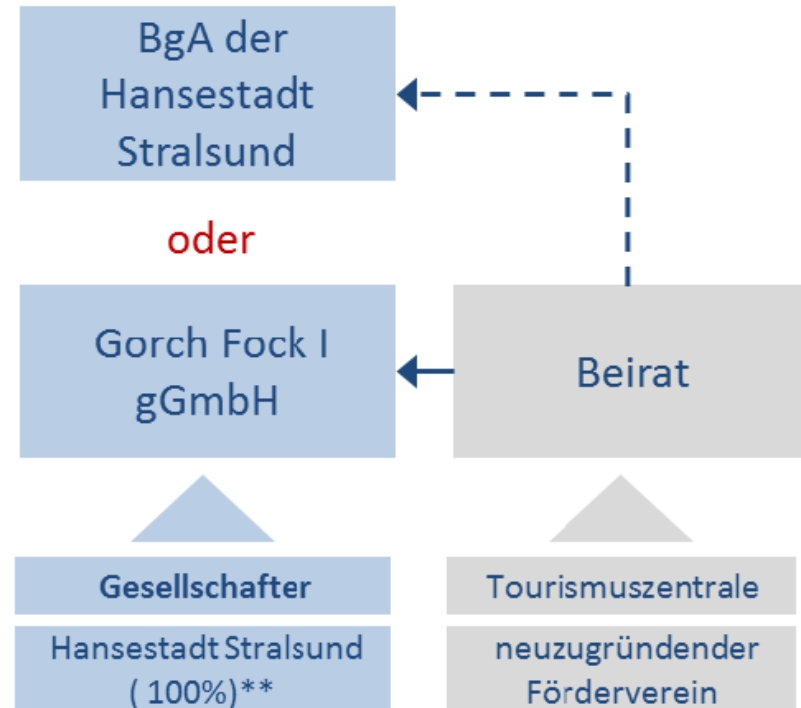 BgA der
Hansestadt
Stralsund
oder
Gorch Fock I
gGmbH
Beirat
Gesellschafter
Hansestadt Stralsund
( 100%)**
Tourismuszentrale
neuzugründender
Förderverein